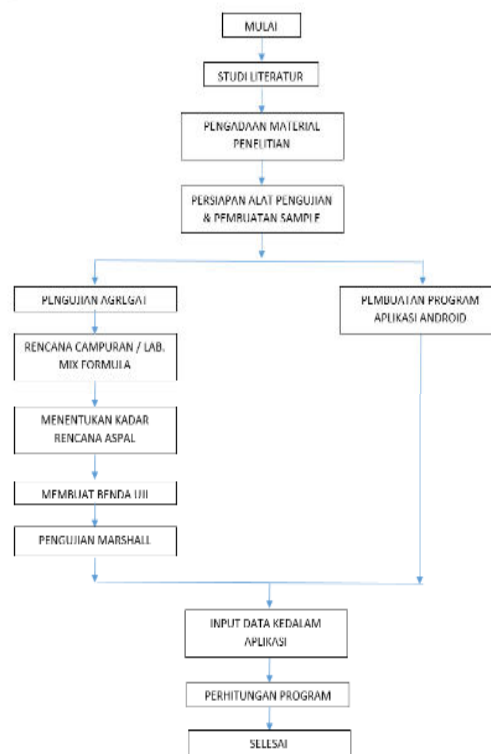 MULAI
STUDI LITERATUR
PENGADAAN MATERIAL
PENELITIAN
PERSIAPAN ALAT PENGUJIAN
& PEMBUATAN SAMPLE
PENGUJIAN AGREGAT
RENCANA CAMPURAN / LAB.
MIX FORMULA
MENENTUKAN KADAR
RENCANA ASPAL
MEMBUAT BENDA UJI
PENGUJIAN MARSHALL
PEMBUATAN PROGRAM
APLIKASI ANDROID
INPUT DATA KEDALAM
APLIKASI
PERHITUNGAN PROGRAM
SELESAI